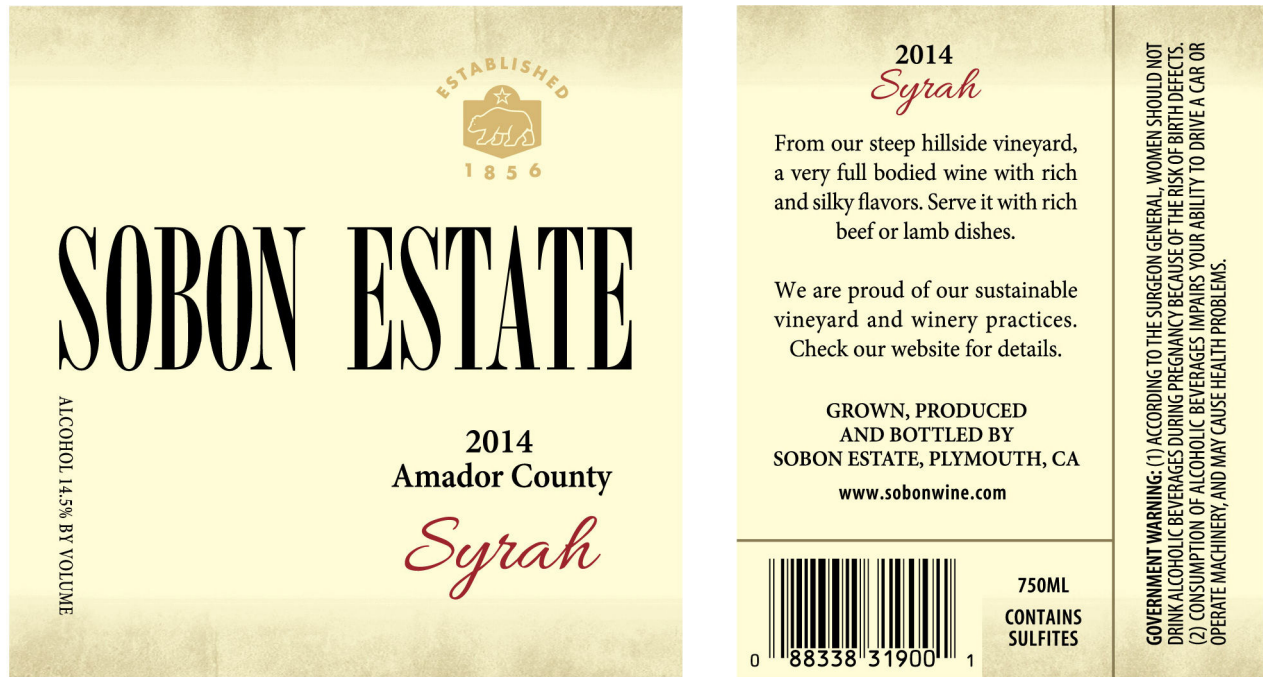 ESTABLISHED
1856
SOBON ESTATE
ALCOHOL 14.5% BY VOLUME
2014
Amador County
Syrah
2014
Syrah
From our steep hillside vineyard,
a very full bodied wine with rich
and silky flavors. Serve it with rich
beef or lamb dishes.
We are proud of our sustainable
vineyard and winery practices.
Check our website for details.
GROWN, PRODUCED
AND BOTTLED BY
SOBON ESTATE, PLYMOUTH, CA
www.sobonwine.com
0 88338 31900 1
750ML
CONTAINS
SULFITES
GOVERNMENT WARNING: (1) ACCORDING TO THE SURGEON GENERAL, WOMEN SHOULD NOT
DRINK ALCOHOLIC BEVERAGES DURING PREGNANCY BECAUSE OF THE RISK OF BIRTH DEFECTS.
(2) CONSUMPTION OF ALCOHOLIC BEVERAGES IMPAIRS YOUR ABILITY TO DRIVE A CAR OR
OPERATE MACHINERY, AND MAY CAUSE HEALTH PROBLEMS.